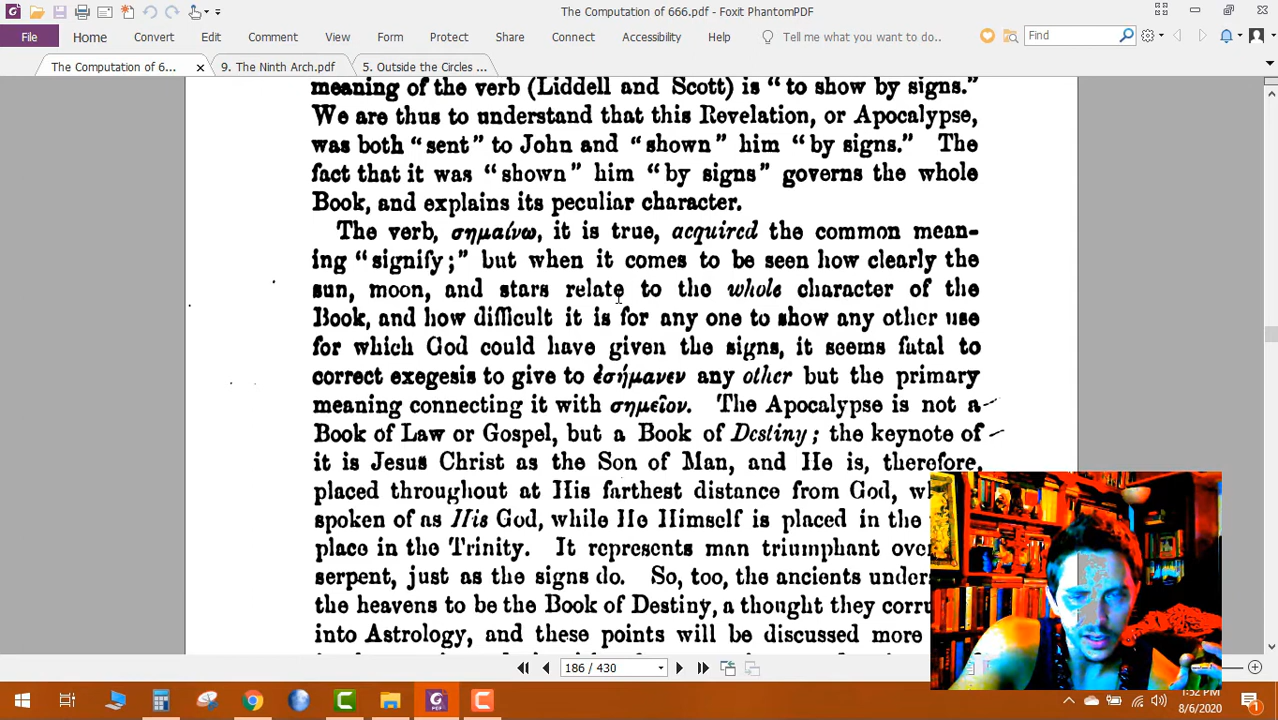 The Computation of 666.pdf - Foxit PhantomPDF
File Home Convert Edit Comment View Form Protect Share Connect Accessibility Help Tell me what you want to do.. Find
The Computation of 6... 9. The Ninth Arch.pdf 5. Outside the Circles ...
meaning of the verb (Liddell and Scott) is "to show by signs."
We are thus to understand that this Revelation, or Apocalypse,
was both "sent" to John and "shown" him "by signs." The
fact that it was "shown" him "by signs" governs the whole
Book, and explains its peculiar character.
The verb, σημαίνω, it is true, acquired the common mean-
ing "signify;" but when it comes to be seen how clearly the
sun, moon, and stars relate to the whole character of the
Book, and how difficult it is for any one to show any other use
for which God could have given the signs, it seems fatal to
correct exegesis to give to ἐσήμανεν any other but the primary
meaning connecting it with σημεῖον. The Apocalypse is not a
Book of Law or Gospel, but a Book of Destiny; the keynote of
it is Jesus Christ as the Son of Man, and He is, therefore,
placed throughout at His farthest distance from God, w
spoken of as His God, while He Himself is placed in the
place in the Trinity. It represents man triumphant ove
serpent, just as the signs do. So, too, the ancients under
the heavens to be the Book of Destiny, a thought they corru
into Astrology, and these points will be discussed more
186 / 430
1:52 PM
8/6/2020